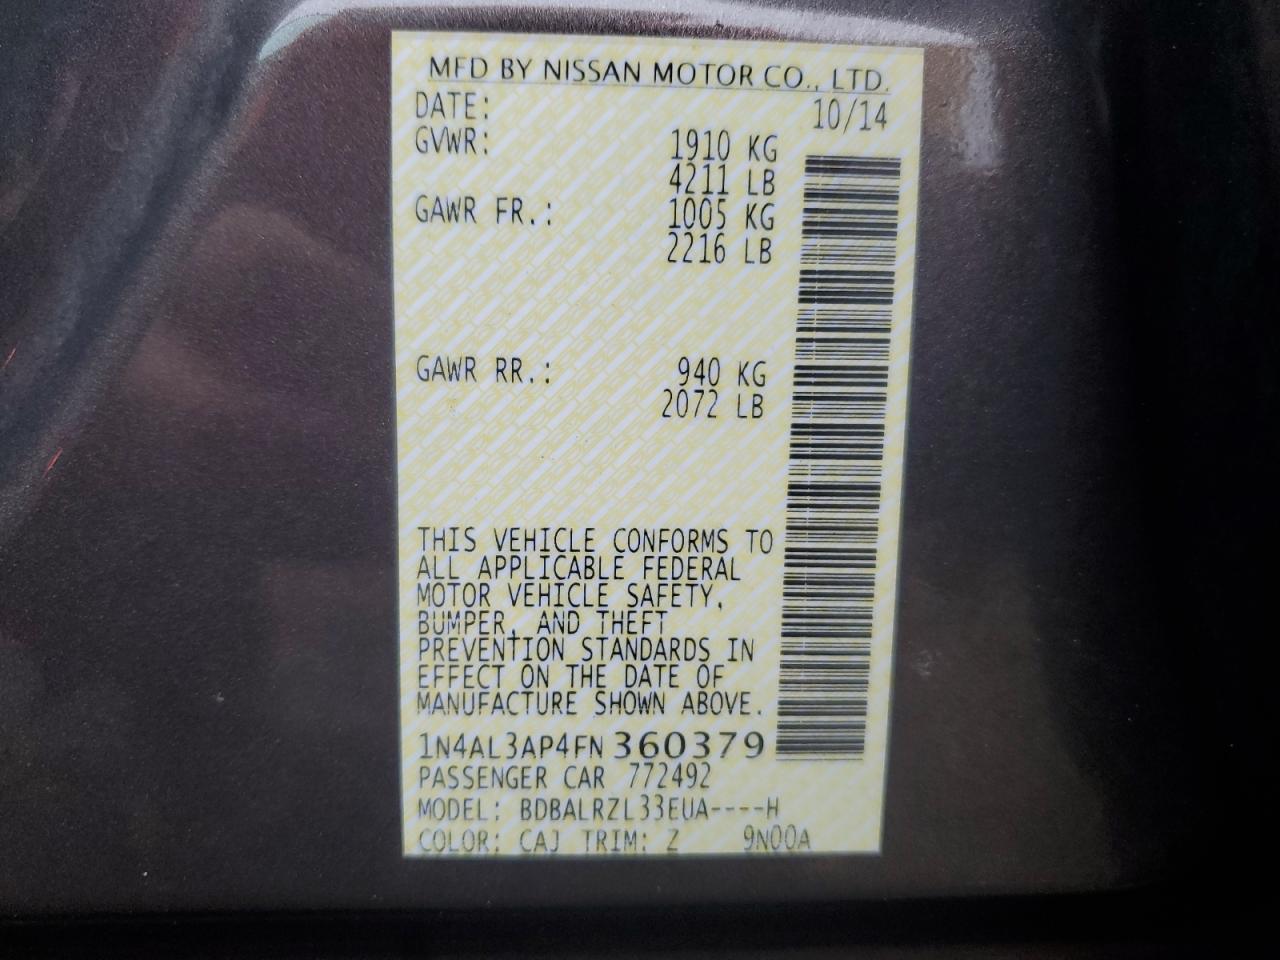 MFD BY NISSAN MOTOR CO., LTD.
DATE: 10/14
GVWR: 1910 KG
4211 LB
GAWR FR.: 1005 KG
2216 LB
GAWR RR.: 940 KG
2072 LB
THIS VEHICLE CONFORMS TO
ALL APPLICABLE FEDERAL
MOTOR VEHICLE SAFETY,
BUMPER, AND THEFT
PREVENTION STANDARDS IN
EFFECT ON THE DATE OF
MANUFACTURE SHOWN ABOVE.
1N4AL3AP4FN360379
PASSENGER CAR 772492
MODEL: BDBALRZL33EUA----H
COLOR: CAJ TRIM: Z 9N00A